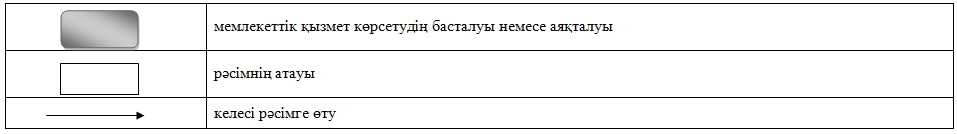 мемлекеттік қызмет көрсетудің басталуы немесе аяқталуы
рәсімнің атауы
келесі рәсімге өту